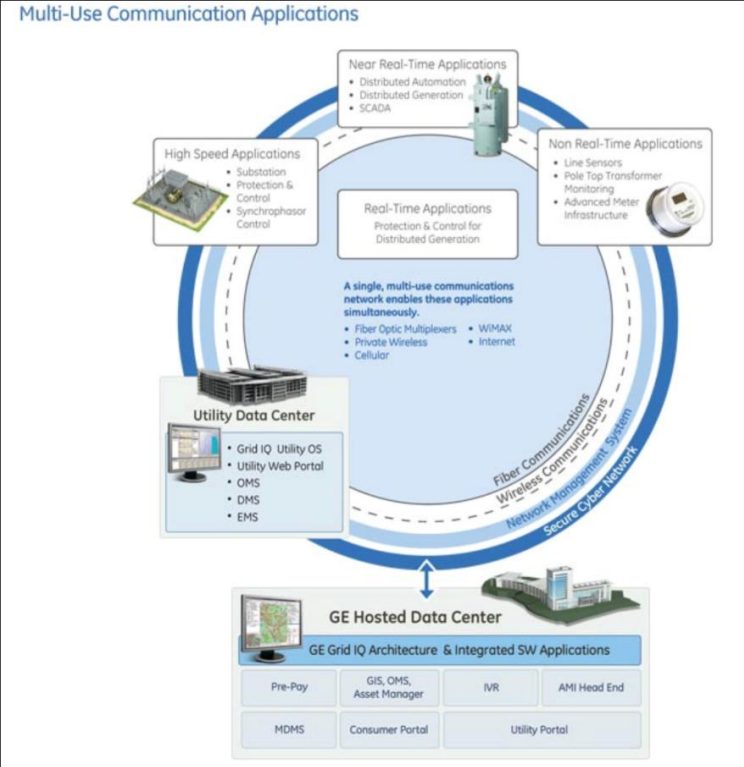 Multi-Use Communication Applications
Near Real-Time Applications
• Distributed Automation
• Distributed Generation
• SCADA
High Speed Applications
• Substation
• Protection &
Control
• Synchrophasor
Control
Non Real-Time Applications
• Line Sensors
• Pole Top Transformer
Monitoring
• Advanced Meter
Infrastructure
Real-Time Applications
Protection & Control for
Distributed Generation
A single, multi-use communications
network enables these applications
simultaneously.
• Fiber Optic Multiplexers
• Private Wireless
• Cellular
• WiMAX
• Internet
Utility Data Center
• Grid IQ Utility OS
• Utility Web Portal
• OMS
• DMS
• EMS
Fiber Communications
Wireless Communications
Network Management System
Secure Cyber Network
GE Hosted Data Center
GE Grid IQ Architecture & Integrated SW Applications
Pre-Pay
GIS, OMS,
Asset Manager
IVR
AMI Head End
MDMS
Consumer Portal
Utility Portal